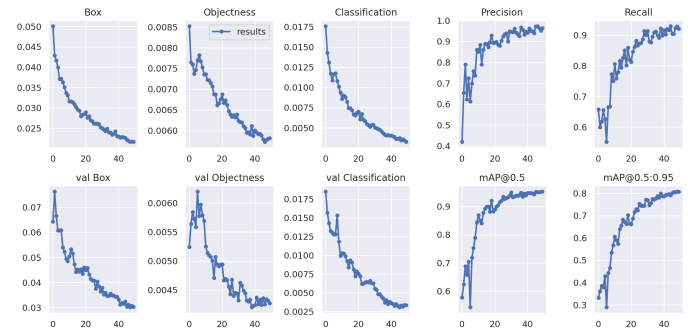 Box
Objectness
Classification
Precision
Recall
0.050
0.045
0.040
0.035
0.030
0.025
0.0085
0.0080
0.0075
0.0070
0.0065
0.0060
results
0.0175
0.0150
0.0125
0.0100
0.0075
0.0050
1.0
0.9
0.8
0.7
0.6
0.5
0.4
0.9
0.8
0.7
0.6
0 20 40
0 20 40
0 20 40
0 20 40
0 20 40
val Box
val Objectness
val Classification
mAP@0.5
mAP@0.5:0.95
0.07
0.06
0.05
0.04
0.03
0.0060
0.0055
0.0050
0.0045
0.0175
0.0150
0.0125
0.0100
0.0075
0.0050
0.0025
0.9
0.8
0.7
0.6
0.8
0.7
0.6
0.5
0.4
0.3
0 20 40
0 20 40
0 20 40
0 20 40
0 20 40